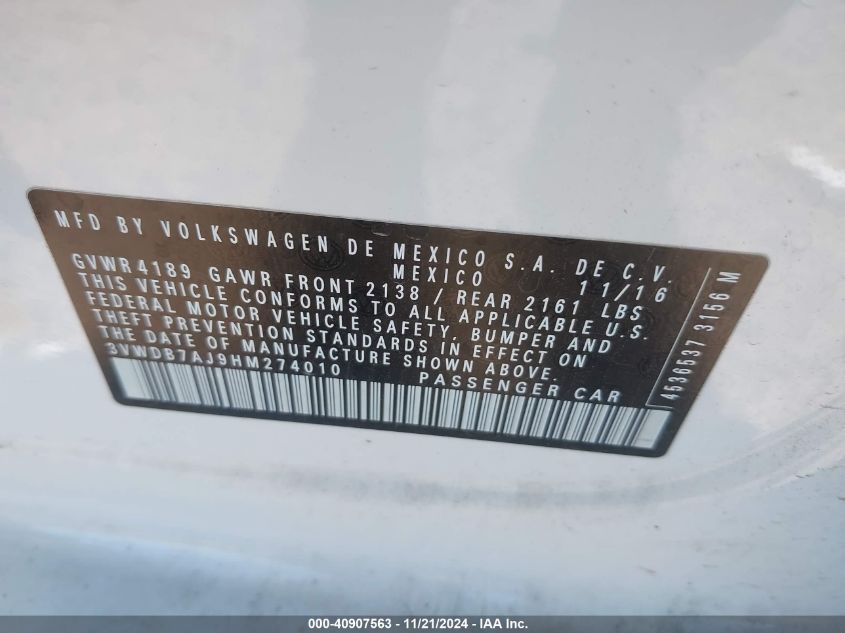 MFD BY VOLKSWAGEN DE MEXICO S.A. DE C.V.
MEXICO 11/16
GVWR 4189 GAWR FRONT 2138 / REAR 2161 LBS
THIS VEHICLE CONFORMS TO ALL APPLICABLE U.S.
FEDERAL MOTOR VEHICLE SAFETY, BUMPER AND
THEFT PREVENTION STANDARDS IN EFFECT ON
THE DATE OF MANUFACTURE SHOWN ABOVE.
3VWDB7AJ9HM274010 PASSENGER CAR
4536537 3156 M
000-40907563 - 11/21/2024 - IAA, Inc.